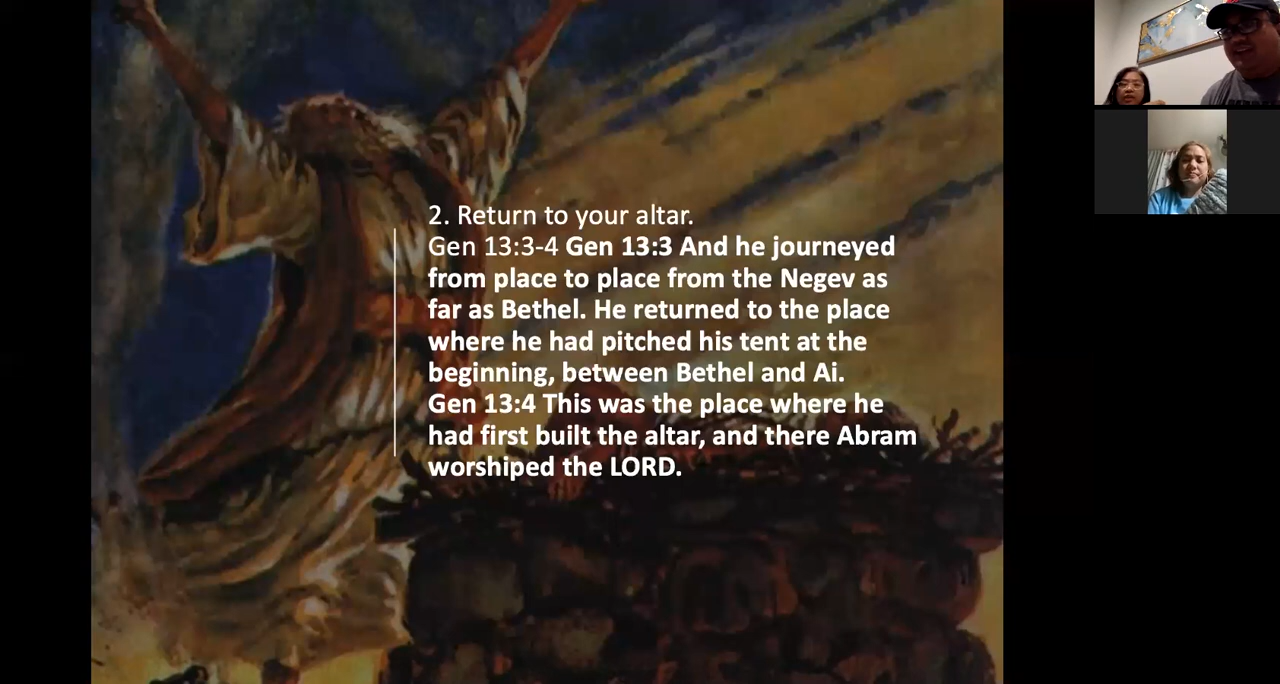 2. Return to your altar.
Gen 13:3-4 Gen 13:3 And he journeyed
from place to place from the Negev as
far as Bethel. He returned to the place
where he had pitched his tent at the
beginning, between Bethel and Ai.
Gen 13:4 This was the place where he
had first built the altar, and there Abram
worshiped the LORD.